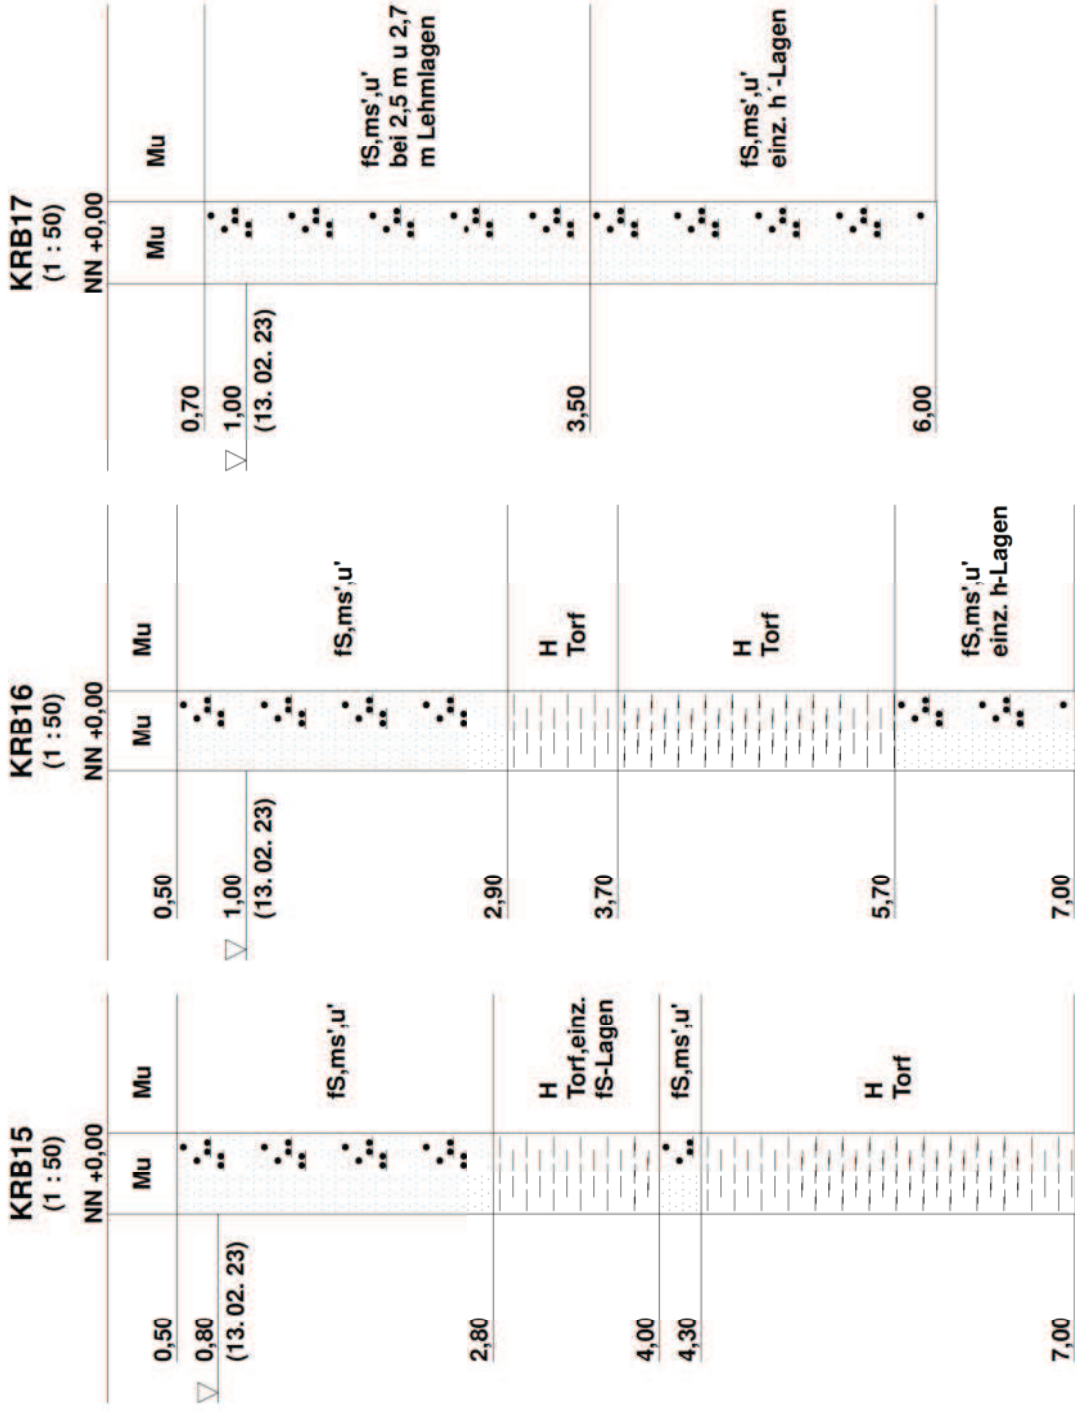 KRB15
(1 : 50)
NN +0,00
Mu
Mu
0,50
0,80
(13. 02. 23)
fS,ms',u'
2,80
H
Torf,einz.
fS-Lagen
4,00
fS,ms',u'
4,30
H
Torf
7,00
KRB16
(1 : 50)
NN +0,00
Mu
Mu
0,50
1,00
(13. 02. 23)
fS,ms',u'
2,90
H
Torf
3,70
H
Torf
5,70
fS,ms',u'
einz. h-Lagen
7,00
KRB17
(1 : 50)
NN +0,00
Mu
Mu
0,70
1,00
(13. 02. 23)
fS,ms',u'
bei 2,5 m u 2,7
m Lehmlagen
3,50
fS,ms',u'
einz. h´-Lagen
6,00